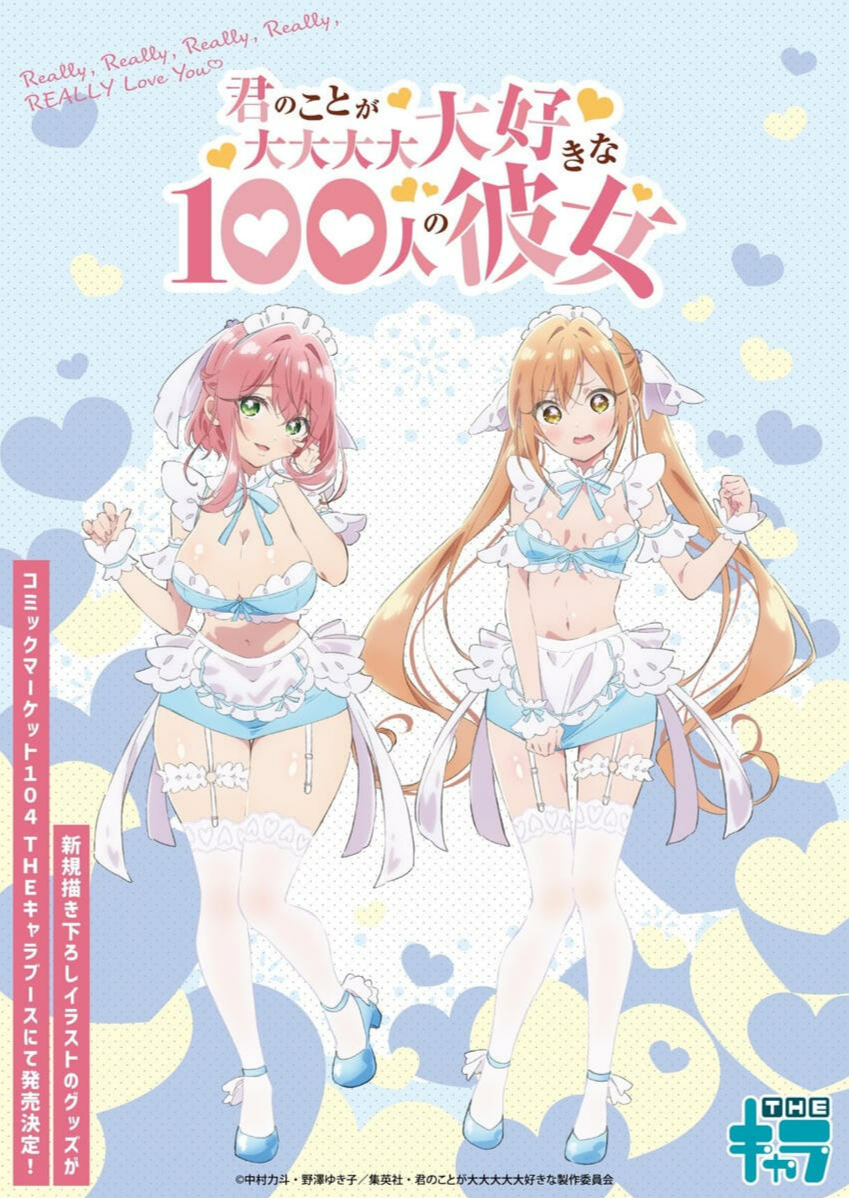 Really, Really, Really, Really,
REALLY Love You♡
君のことが
大大大大大好きな
100人の彼女
新規描き下ろしイラストのグッズが
コミックマーケット104 THEキャラブースにて発売決定!
THE
キャラ
©中村力斗・野澤ゆき子/集英社・君のことが大大大大大好きな製作委員会